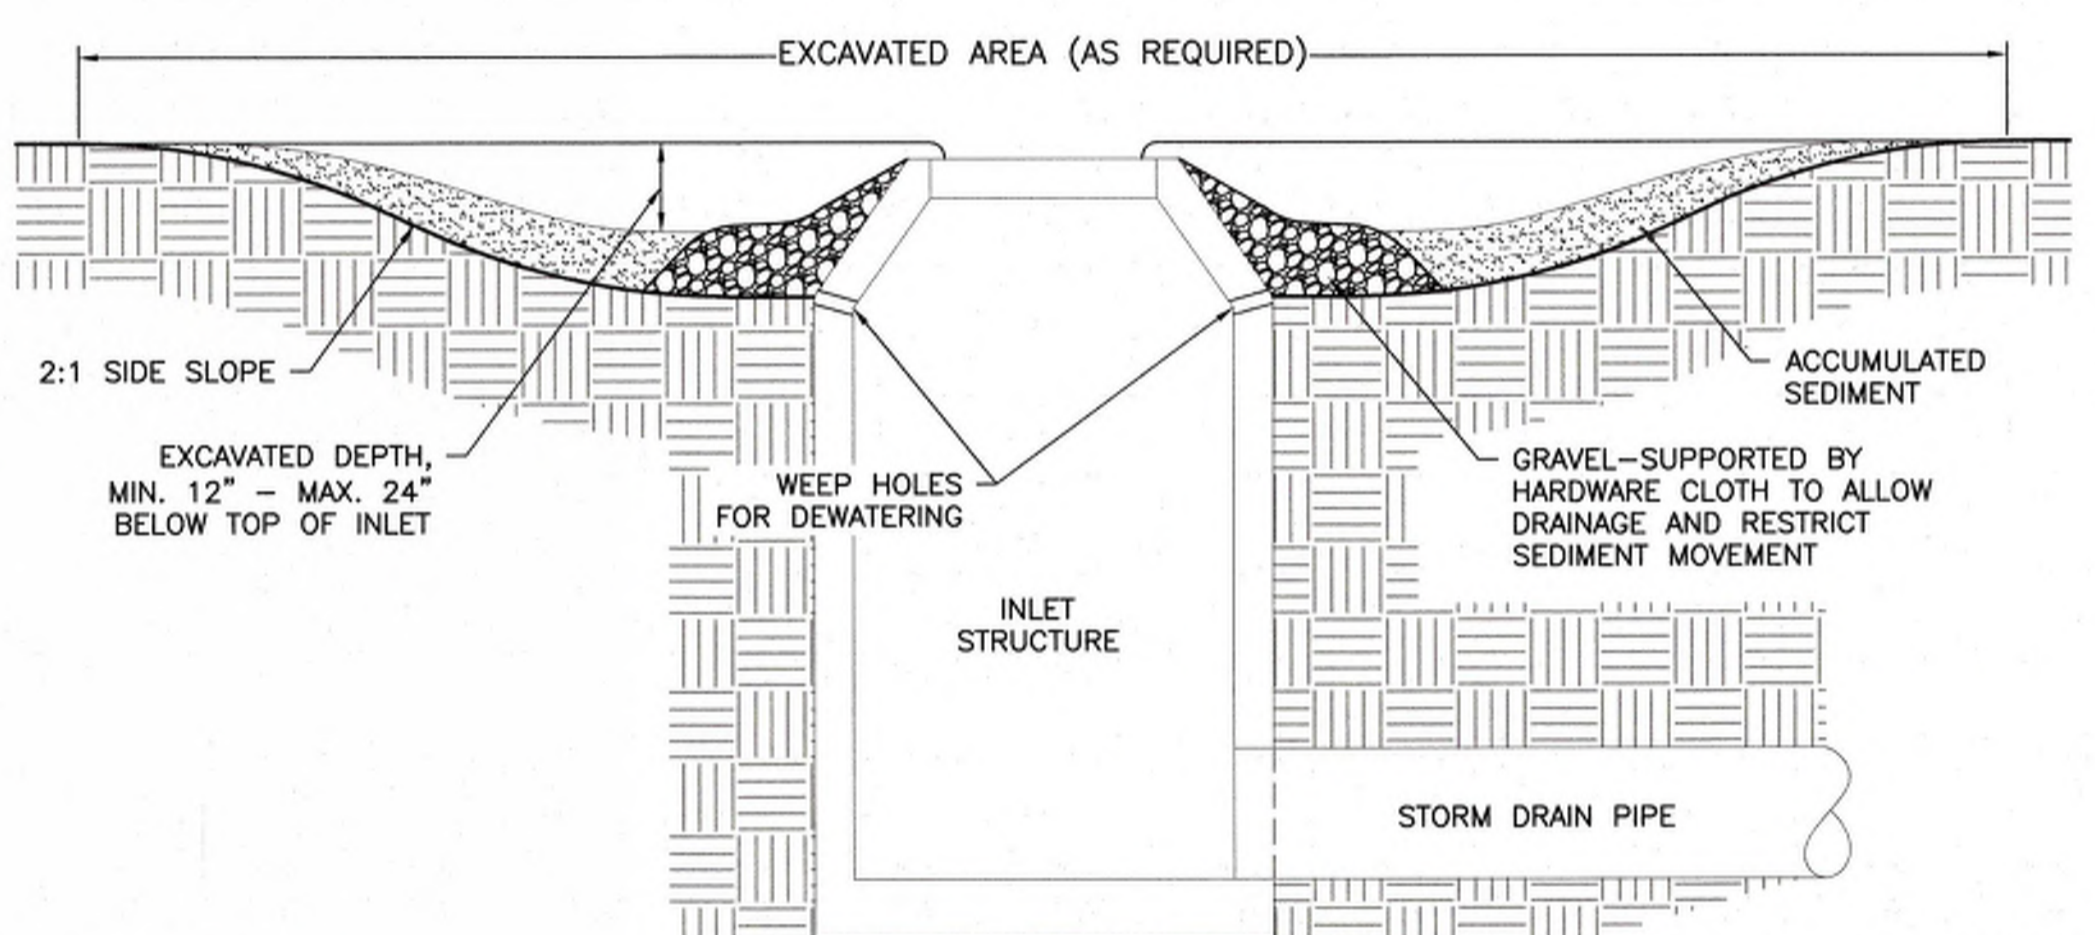 EXCAVATED AREA (AS REQUIRED)
2:1 SIDE SLOPE
EXCAVATED DEPTH,
MIN. 12" – MAX. 24"
BELOW TOP OF INLET
WEEP HOLES
FOR DEWATERING
ACCUMULATED
SEDIMENT
GRAVEL–SUPPORTED BY
HARDWARE CLOTH TO ALLOW
DRAINAGE AND RESTRICT
SEDIMENT MOVEMENT
INLET
STRUCTURE
STORM DRAIN PIPE